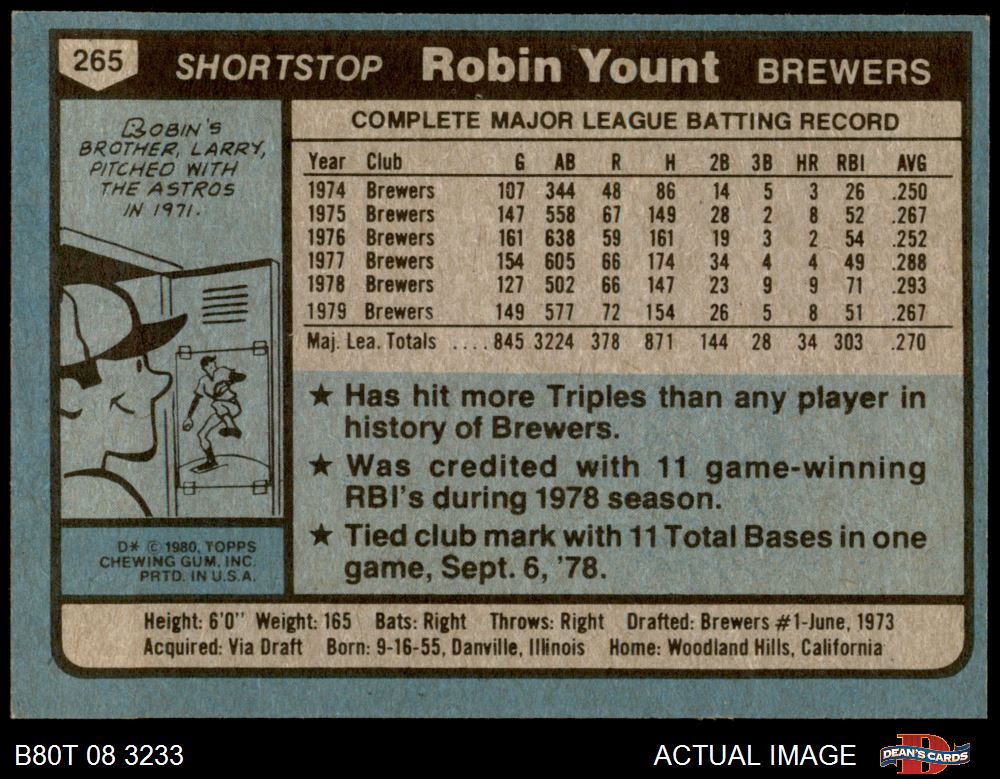 265 SHORTSTOP Robin Yount BREWERS
ROBIN'S
BROTHER, LARRY,
PITCHED WITH
THE ASTROS
IN 1971.
COMPLETE MAJOR LEAGUE BATTING RECORD
Year Club G AB R H 2B 3B HR RBI AVG
1974 Brewers 107 344 48 86 14 5 3 26 .250
1975 Brewers 147 558 67 149 28 2 8 52 .267
1976 Brewers 161 638 59 161 19 3 2 54 .252
1977 Brewers 154 605 66 174 34 4 4 49 .288
1978 Brewers 127 502 66 147 23 9 9 71 .293
1979 Brewers 149 577 72 154 26 5 8 51 .267
Maj. Lea. Totals ....845 3224 378 871 144 28 34 303 .270
★ Has hit more Triples than any player in
history of Brewers.
★ Was credited with 11 game-winning
RBI's during 1978 season.
★ Tied club mark with 11 Total Bases in one
game, Sept. 6, '78.
D* © 1980, TOPPS
CHEWING GUM, INC.
PRTD. IN U.S.A.
Height: 6'0" Weight: 165 Bats: Right Throws: Right Drafted: Brewers #1-June, 1973
Acquired: Via Draft Born: 9-16-55, Danville, Illinois Home: Woodland Hills, California
B80T 08 3233 ACTUAL IMAGE DEAN'S CARDS